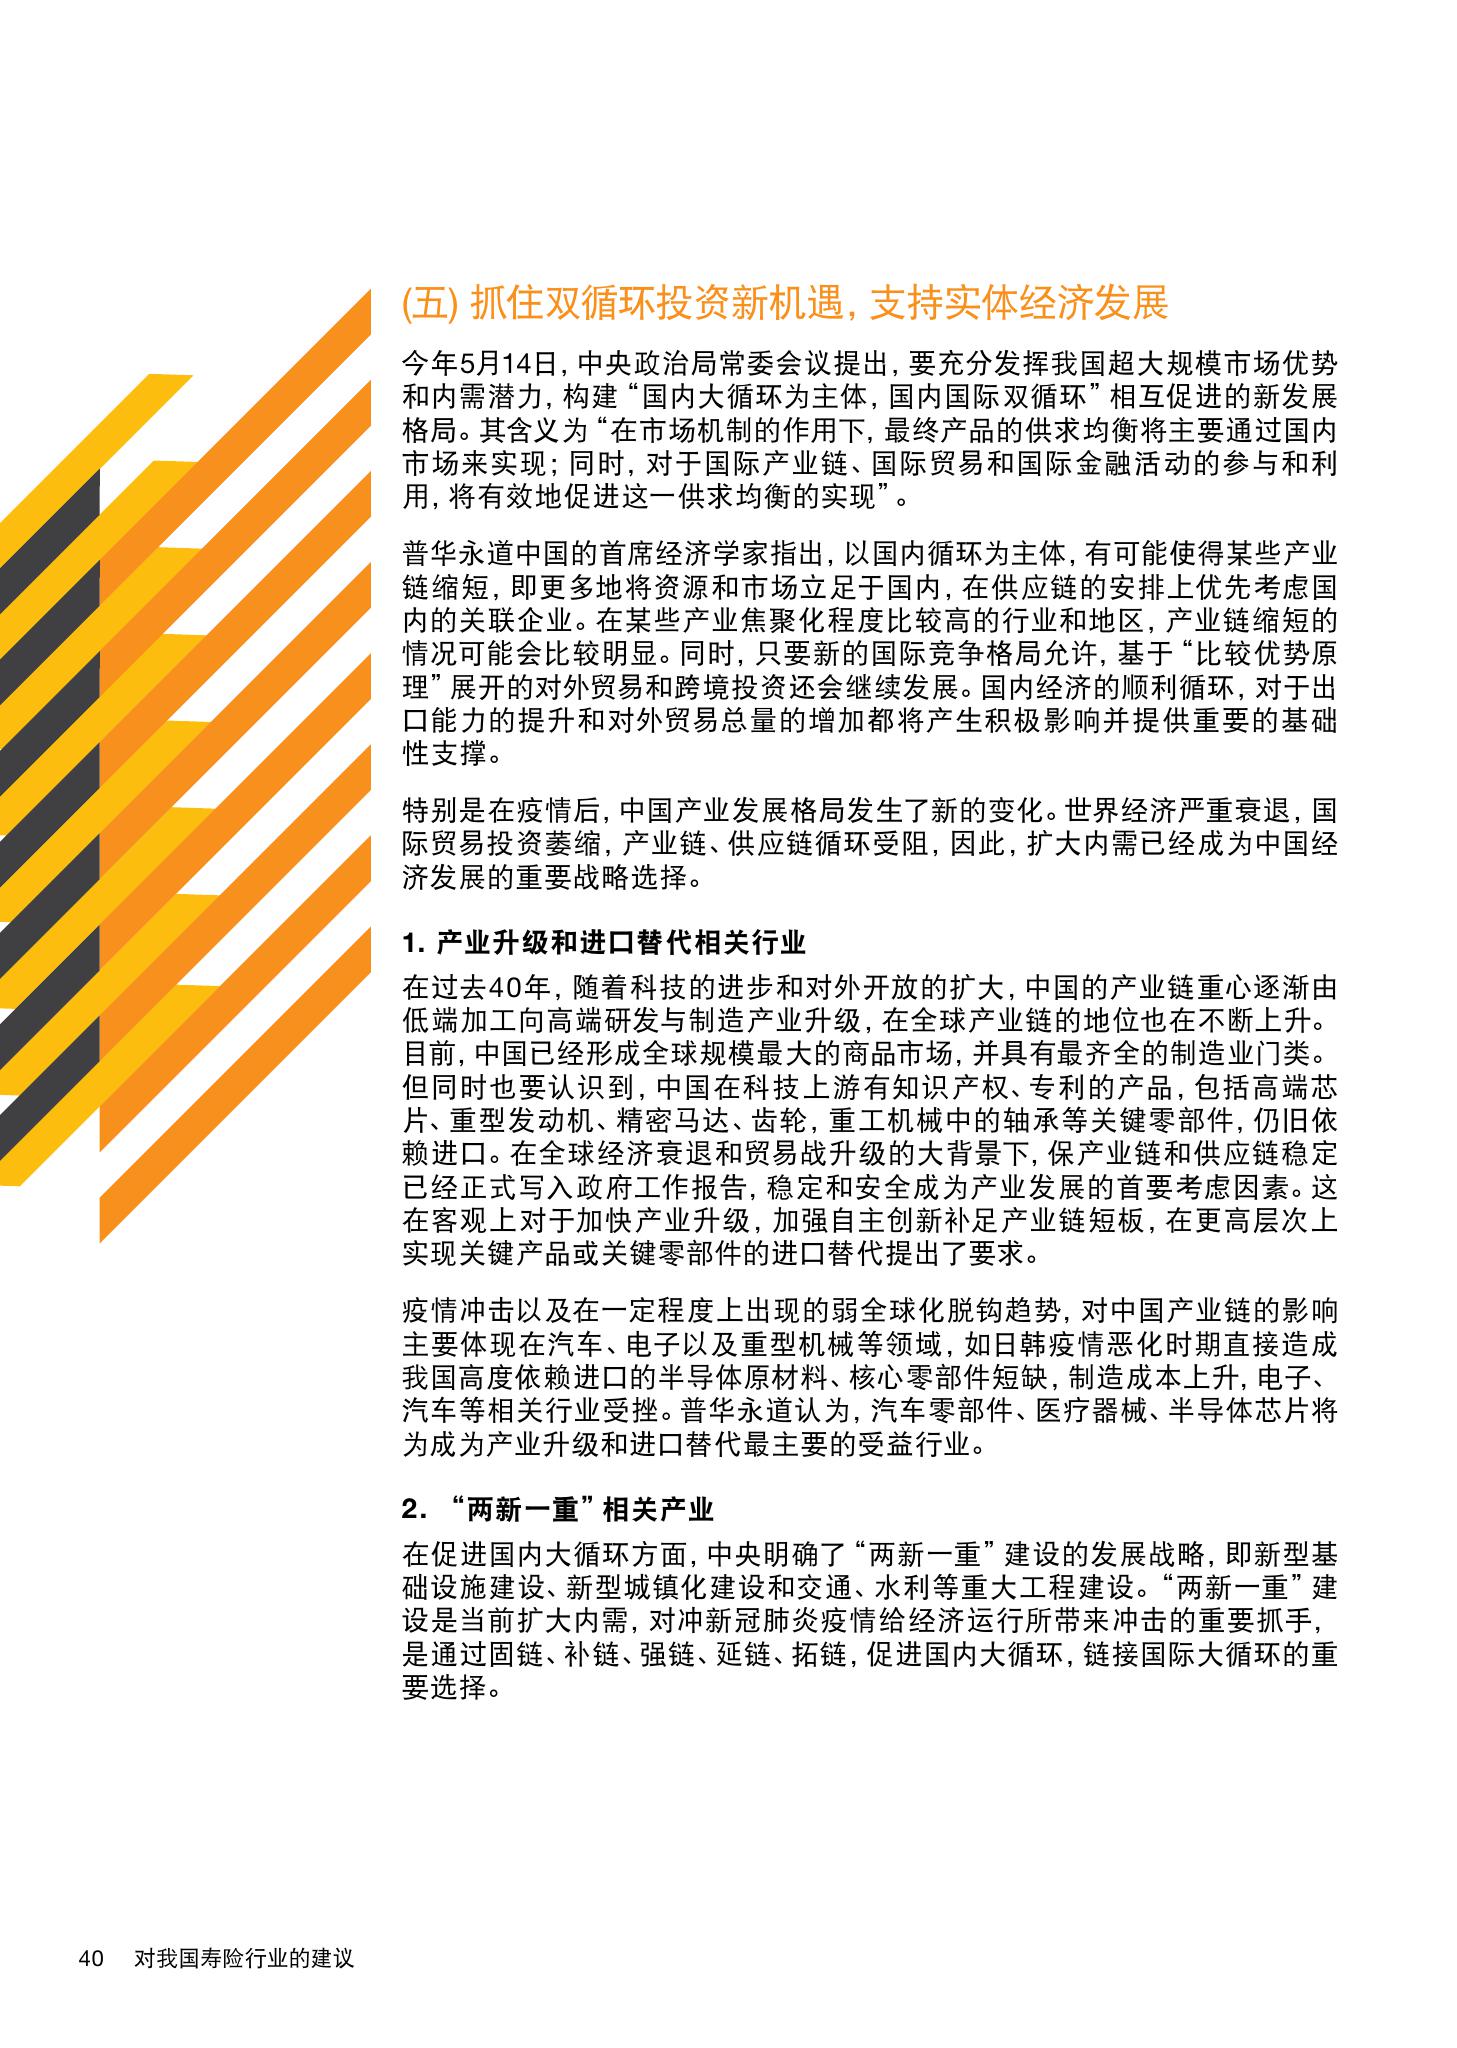 (五) 抓住双循环投资新机遇，支持实体经济发展
今年5月14日，中央政治局常委会议提出，要充分发挥我国超大规模市场优势
和内需潜力，构建“国内大循环为主体，国内国际双循环”相互促进的新发展
格局。其含义为“在市场机制的作用下，最终产品的供求均衡将主要通过国内
市场来实现；同时，对于国际产业链、国际贸易和国际金融活动的参与和利
用，将有效地促进这一供求均衡的实现”。
普华永道中国的首席经济学家指出，以国内循环为主体，有可能使得某些产业
链缩短，即更多地将资源和市场立足于国内，在供应链的安排上优先考虑国
内的关联企业。在某些产业焦聚化程度比较高的行业和地区，产业链缩短的
情况可能会比较明显。同时，只要新的国际竞争格局允许，基于“比较优势原
理”展开的对外贸易和跨境投资还会继续发展。国内经济的顺利循环，对于出
口能力的提升和对外贸易总量的增加都将产生积极影响并提供重要的基础
性支撑。
特别是在疫情后，中国产业发展格局发生了新的变化。世界经济严重衰退，国
际贸易投资萎缩，产业链、供应链循环受阻，因此，扩大内需已经成为中国经
济发展的重要战略选择。
1. 产业升级和进口替代相关行业
在过去40年，随着科技的进步和对外开放的扩大，中国的产业链重心逐渐由
低端加工向高端研发与制造产业升级，在全球产业链的地位也在不断上升。
目前，中国已经形成全球规模最大的商品市场，并具有最齐全的制造业门类。
但同时也要认识到，中国在科技上游有知识产权、专利的产品，包括高端芯
片、重型发动机、精密马达、齿轮，重工机械中的轴承等关键零部件，仍旧依
赖进口。在全球经济衰退和贸易战升级的大背景下，保产业链和供应链稳定
已经正式写入政府工作报告，稳定和安全成为产业发展的首要考虑因素。这
在客观上对于加快产业升级，加强自主创新补足产业链短板，在更高层次上
实现关键产品或关键零部件的进口替代提出了要求。
疫情冲击以及在一定程度上出现的弱全球化脱钩趋势，对中国产业链的影响
主要体现在汽车、电子以及重型机械等领域，如日韩疫情恶化时期直接造成
我国高度依赖进口的半导体原材料、核心零部件短缺，制造成本上升，电子、
汽车等相关行业受挫。普华永道认为，汽车零部件、医疗器械、半导体芯片将
为成为产业升级和进口替代最主要的受益行业。
2. “两新一重”相关产业
在促进国内大循环方面，中央明确了“两新一重”建设的发展战略，即新型基
础设施建设、新型城镇化建设和交通、水利等重大工程建设。“两新一重”建
设是当前扩大内需，对冲新冠肺炎疫情给经济运行所带来冲击的重要抓手，
是通过固链、补链、强链、延链、拓链，促进国内大循环，链接国际大循环的重
要选择。
40 对我国寿险行业的建议